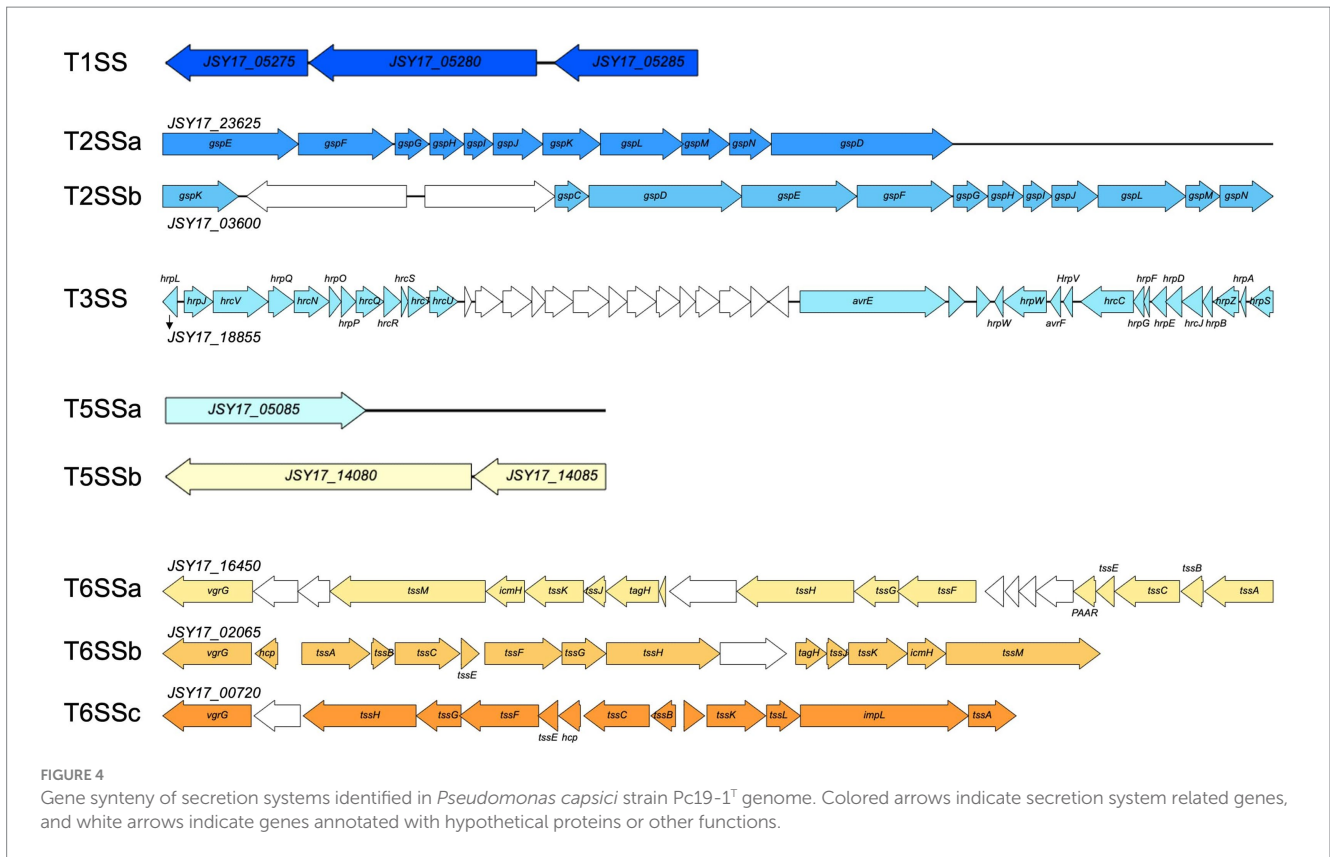 T1SS JSY17_05275 JSY17_05280 JSY17_05285
JSY17_23625
T2SSa gspE gspF gspG gspH gspI gspJ gspK gspL gspM gspN gspD
T2SSb gspK gspC gspD gspE gspF gspG gspH gspI gspJ gspL gspM gspN
JSY17_03600
hrpL hrpQ hrpO hrcS HrpV hrpF hrpD hrpA
T3SS hrpJ hrcV hrcN hrcQ hrcT hrcU avrE hrpW hrcC hrcJ hrpZ hrpS
hrpP hrcR hrpW avrF hrpG hrpE hrpB
JSY17_18855
T5SSa JSY17_05085
T5SSb JSY17_14080 JSY17_14085
JSY17_16450 tssE tssB
T6SSa vgrG tssM icmH tssK tssJ tagH tssH tssG tssF tssC tssA
PAAR
JSY17_02065
T6SSb vgrG hcp tssA tssB tssC tssF tssG tssH tagH tssJ tssK icmH tssM
tssE
JSY17_00720
T6SSc vgrG tssH tssG tssF tssC tssB tssK tssL impL tssA
tssE hcp
FIGURE 4
Gene synteny of secretion systems identified in Pseudomonas capsici strain Pc19-1ᵀ genome. Colored arrows indicate secretion system related genes,
and white arrows indicate genes annotated with hypothetical proteins or other functions.